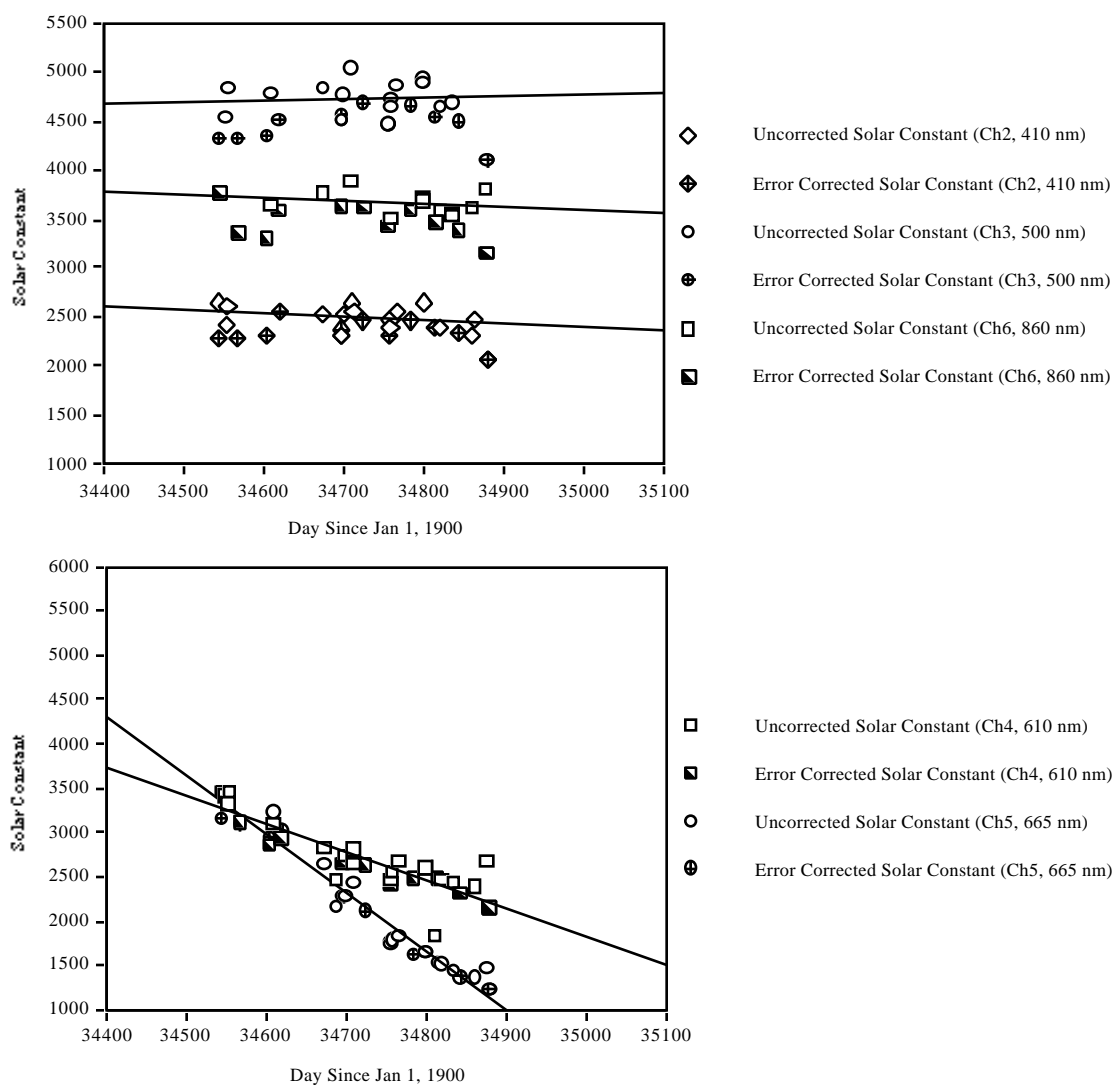 5500
5000
4500
4000
3500
3000
2500
2000
1500
1000
Solar Constant
34400 34500 34600 34700 34800 34900 35000 35100
Day Since Jan 1, 1900
Uncorrected Solar Constant (Ch2, 410 nm)
Error Corrected Solar Constant (Ch2, 410 nm)
Uncorrected Solar Constant (Ch3, 500 nm)
Error Corrected Solar Constant (Ch3, 500 nm)
Uncorrected Solar Constant (Ch6, 860 nm)
Error Corrected Solar Constant (Ch6, 860 nm)
6000
5500
5000
4500
4000
3500
3000
2500
2000
1500
1000
Solar Constant
34400 34500 34600 34700 34800 34900 35000 35100
Day Since Jan 1, 1900
Uncorrected Solar Constant (Ch4, 610 nm)
Error Corrected Solar Constant (Ch4, 610 nm)
Uncorrected Solar Constant (Ch5, 665 nm)
Error Corrected Solar Constant (Ch5, 665 nm)